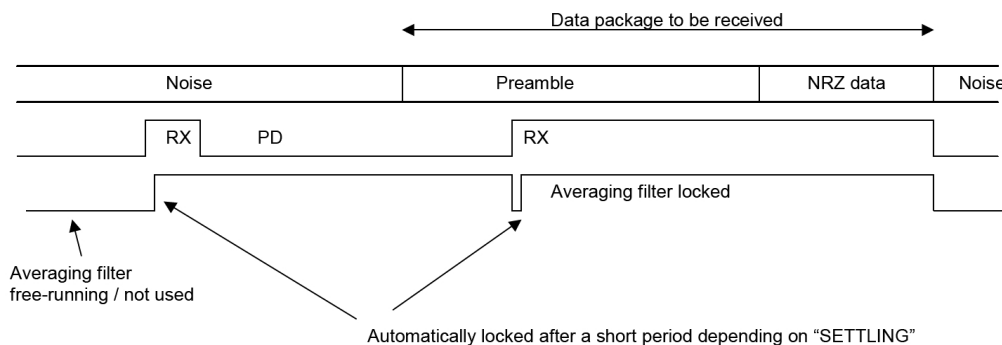 Data package to be received
Noise Preamble NRZ data Noise
RX PD RX
Averaging filter locked
Averaging filter
free-running / not used
Automatically locked after a short period depending on “SETTLING”